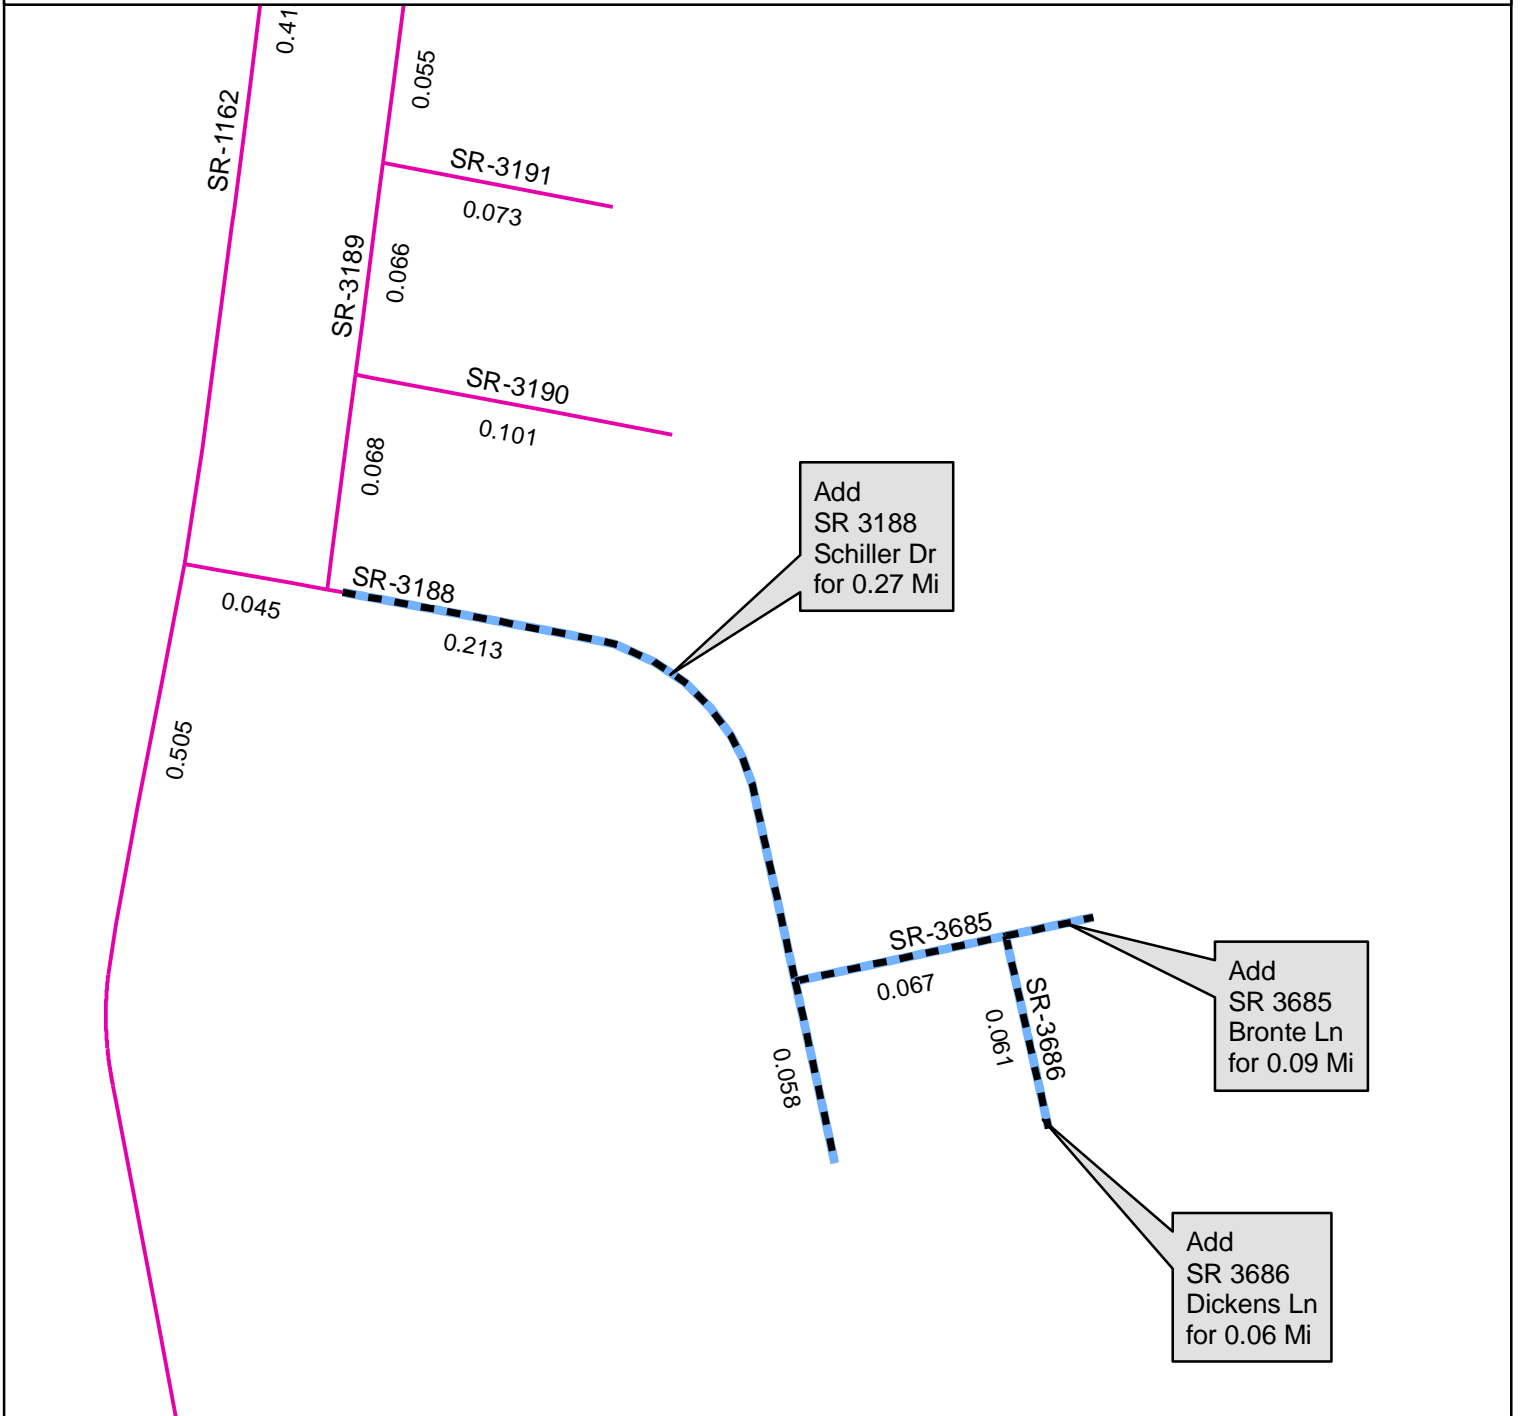 0.41
0.055
SR-1162
SR-3191
0.073
SR-3189
0.066
SR-3190
0.101
0.068
Add
SR 3188
Schiller Dr
for 0.27 Mi
SR-3188
0.045
0.213
0.505
SR-3685
0.067
Add
SR 3685
Bronte Ln
for 0.09 Mi
SR-3686
0.061
0.058
Add
SR 3686
Dickens Ln
for 0.06 Mi